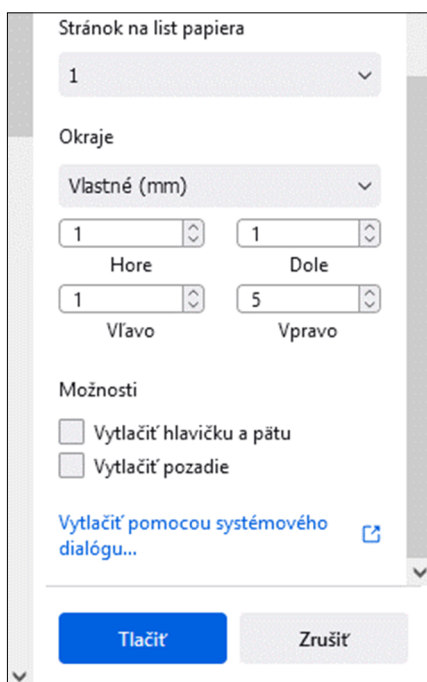 Stránok na list papiera
1
Okraje
Vlastné (mm)
1 1
Hore Dole
1 5
Vľavo Vpravo
Možnosti
Vytlačiť hlavičku a pätu
Vytlačiť pozadie
Vytlačiť pomocou systémového
dialógu...
Tlačiť Zrušiť